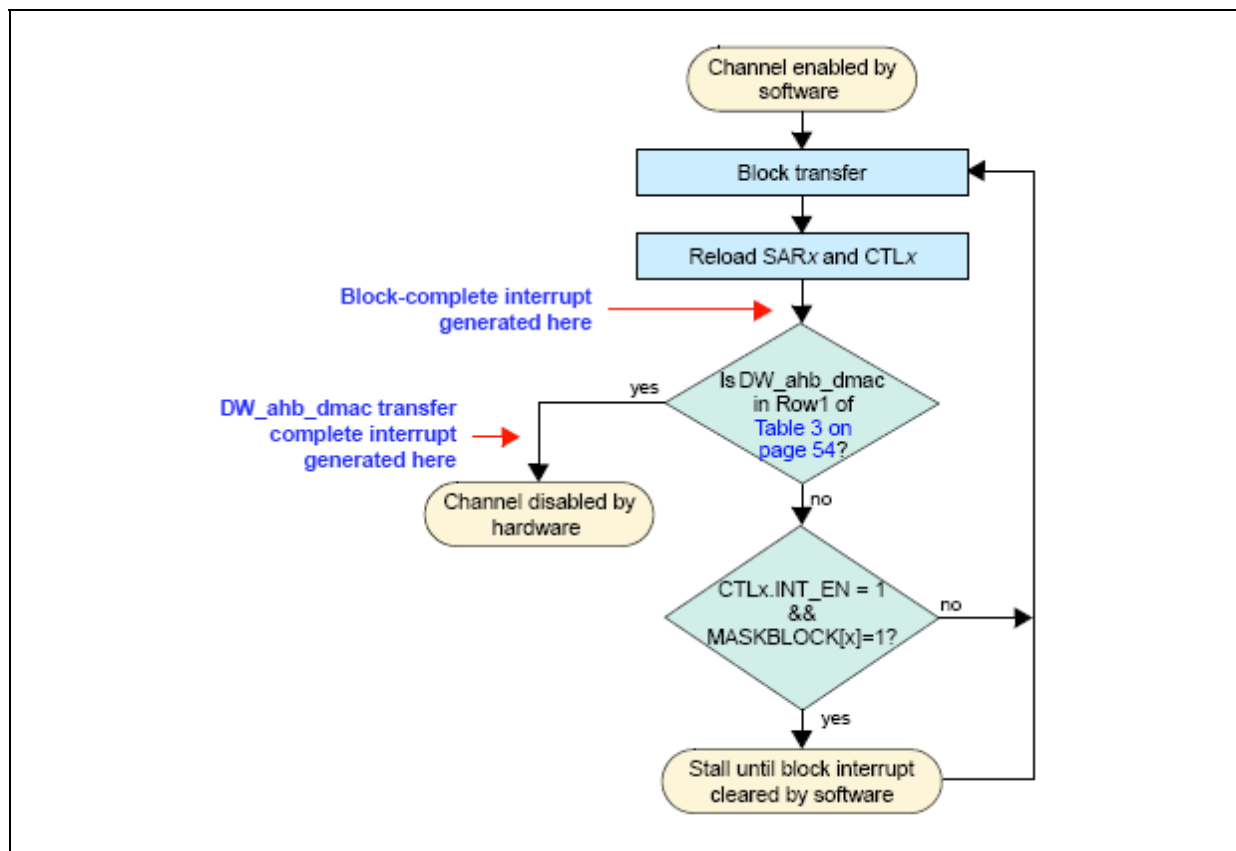 Channel enabled by
software
Block transfer
Reload SARx and CTLx
Block-complete interrupt
generated here
Is DW_ahb_dmac
in Row1 of
Table 3 on
page 54?
yes
DW_ahb_dmac transfer
complete interrupt
generated here
Channel disabled by
hardware
no
CTLx.INT_EN = 1
&&
MASKBLOCK[x]=1?
no
yes
Stall until block interrupt
cleared by software